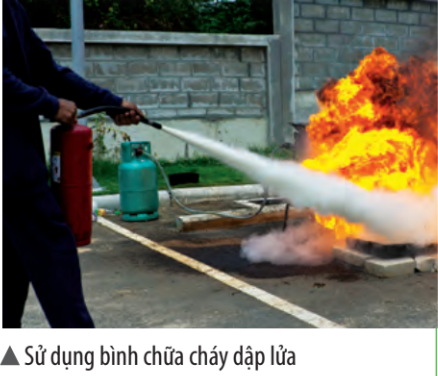 ▲ Sử dụng bình chữa cháy dập lửa